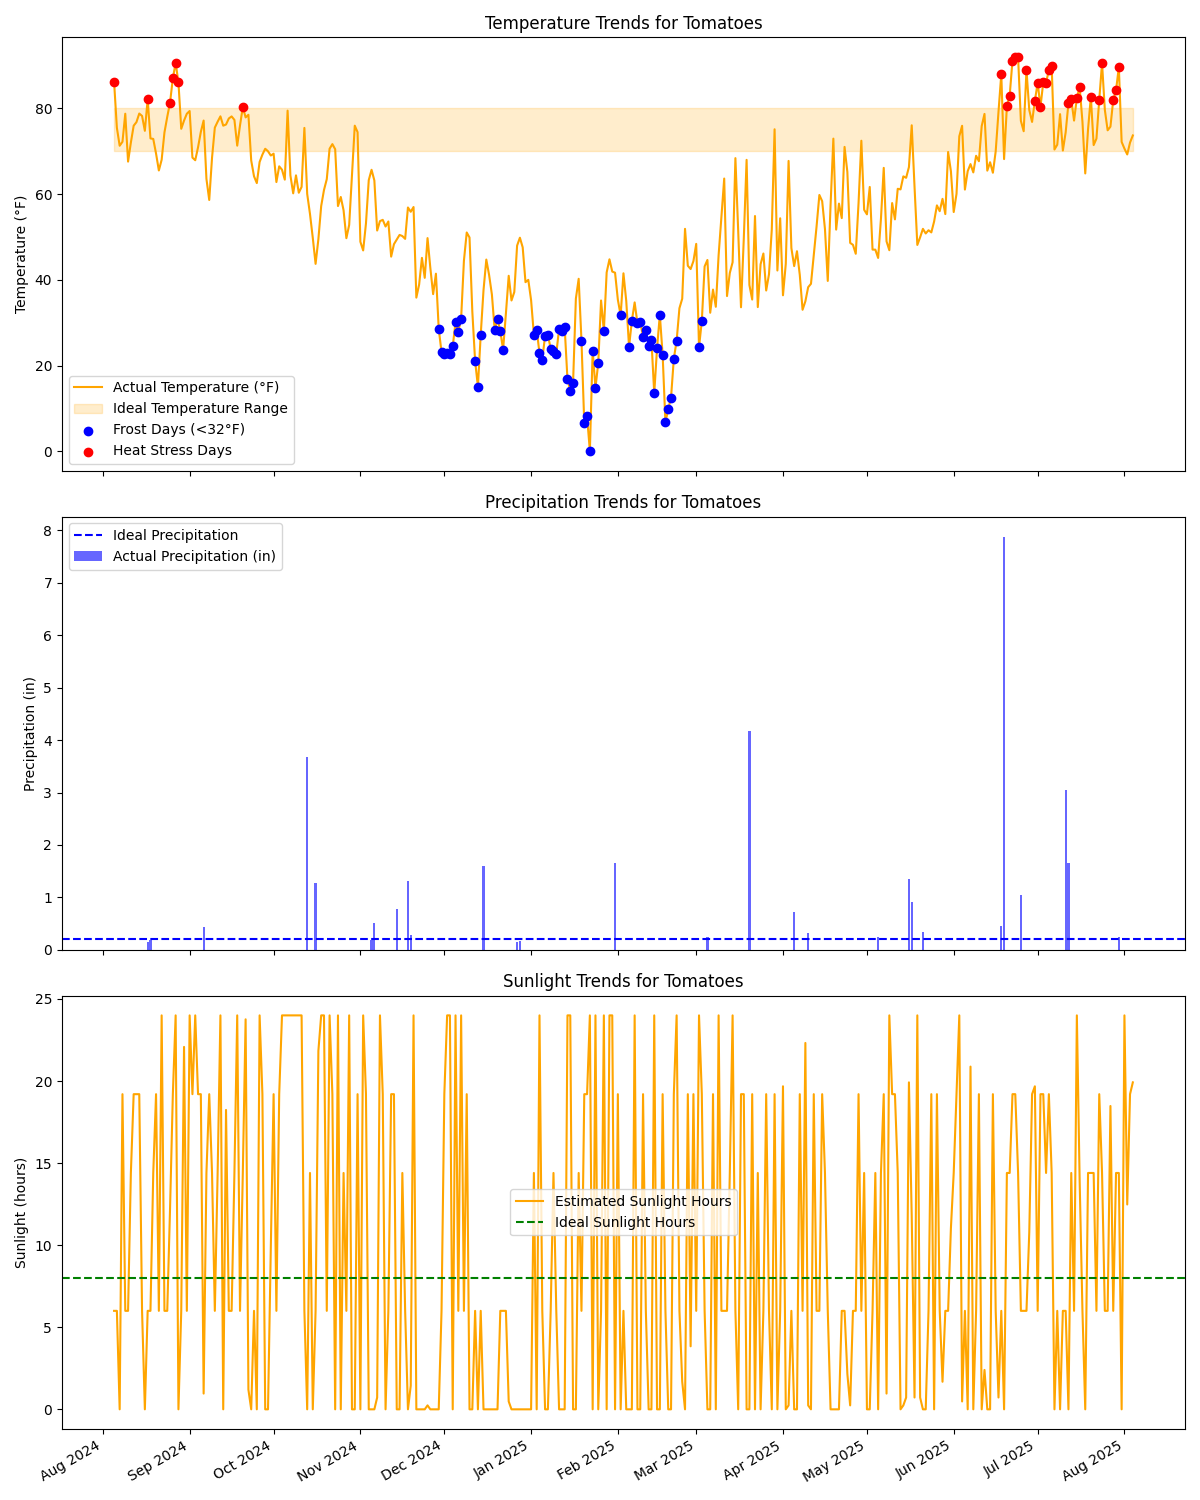 Temperature Trends for Tomatoes
Temperature (°F)
80
60
40
20
0
Actual Temperature (°F)
Ideal Temperature Range
Frost Days (<32°F)
Heat Stress Days
Precipitation Trends for Tomatoes
Precipitation (in)
8
7
6
5
4
3
2
1
0
Ideal Precipitation
Actual Precipitation (in)
Sunlight Trends for Tomatoes
Sunlight (hours)
25
20
15
10
5
0
Estimated Sunlight Hours
Ideal Sunlight Hours
Aug 2024
Sep 2024
Oct 2024
Nov 2024
Dec 2024
Jan 2025
Feb 2025
Mar 2025
Apr 2025
May 2025
Jun 2025
Jul 2025
Aug 2025